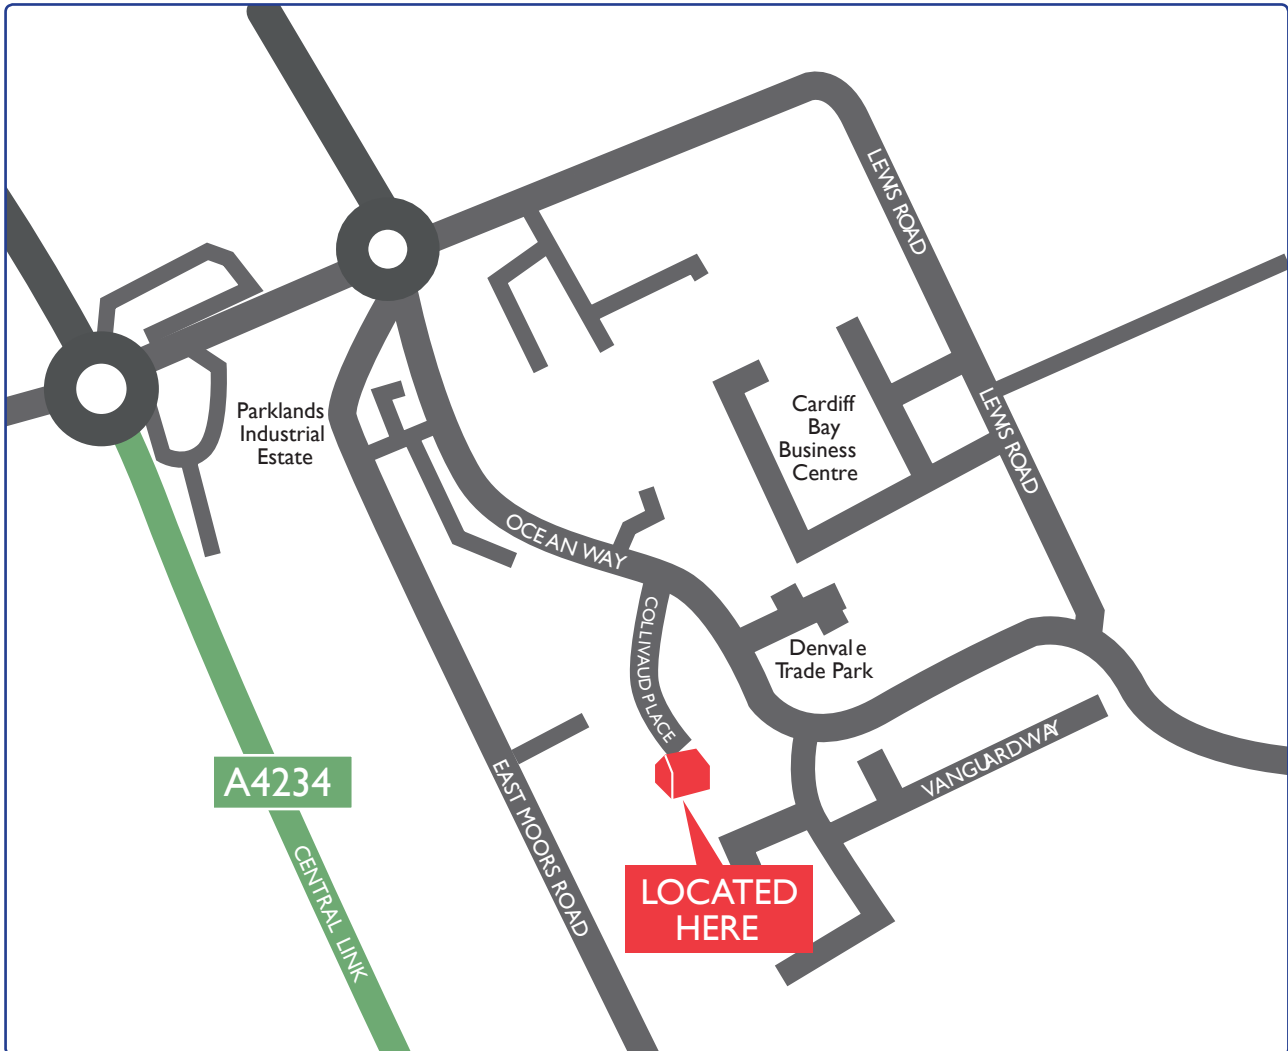 LEWIS ROAD
Parklands
Industrial
Estate
Cardiff
Bay
Business
Centre
LEWIS ROAD
OCEAN WAY
COLLIVAUD PLACE
Denvale
Trade Park
A4234
EAST MOORS ROAD
VANGUARD WAY
CENTRAL LINK
LOCATED
HERE